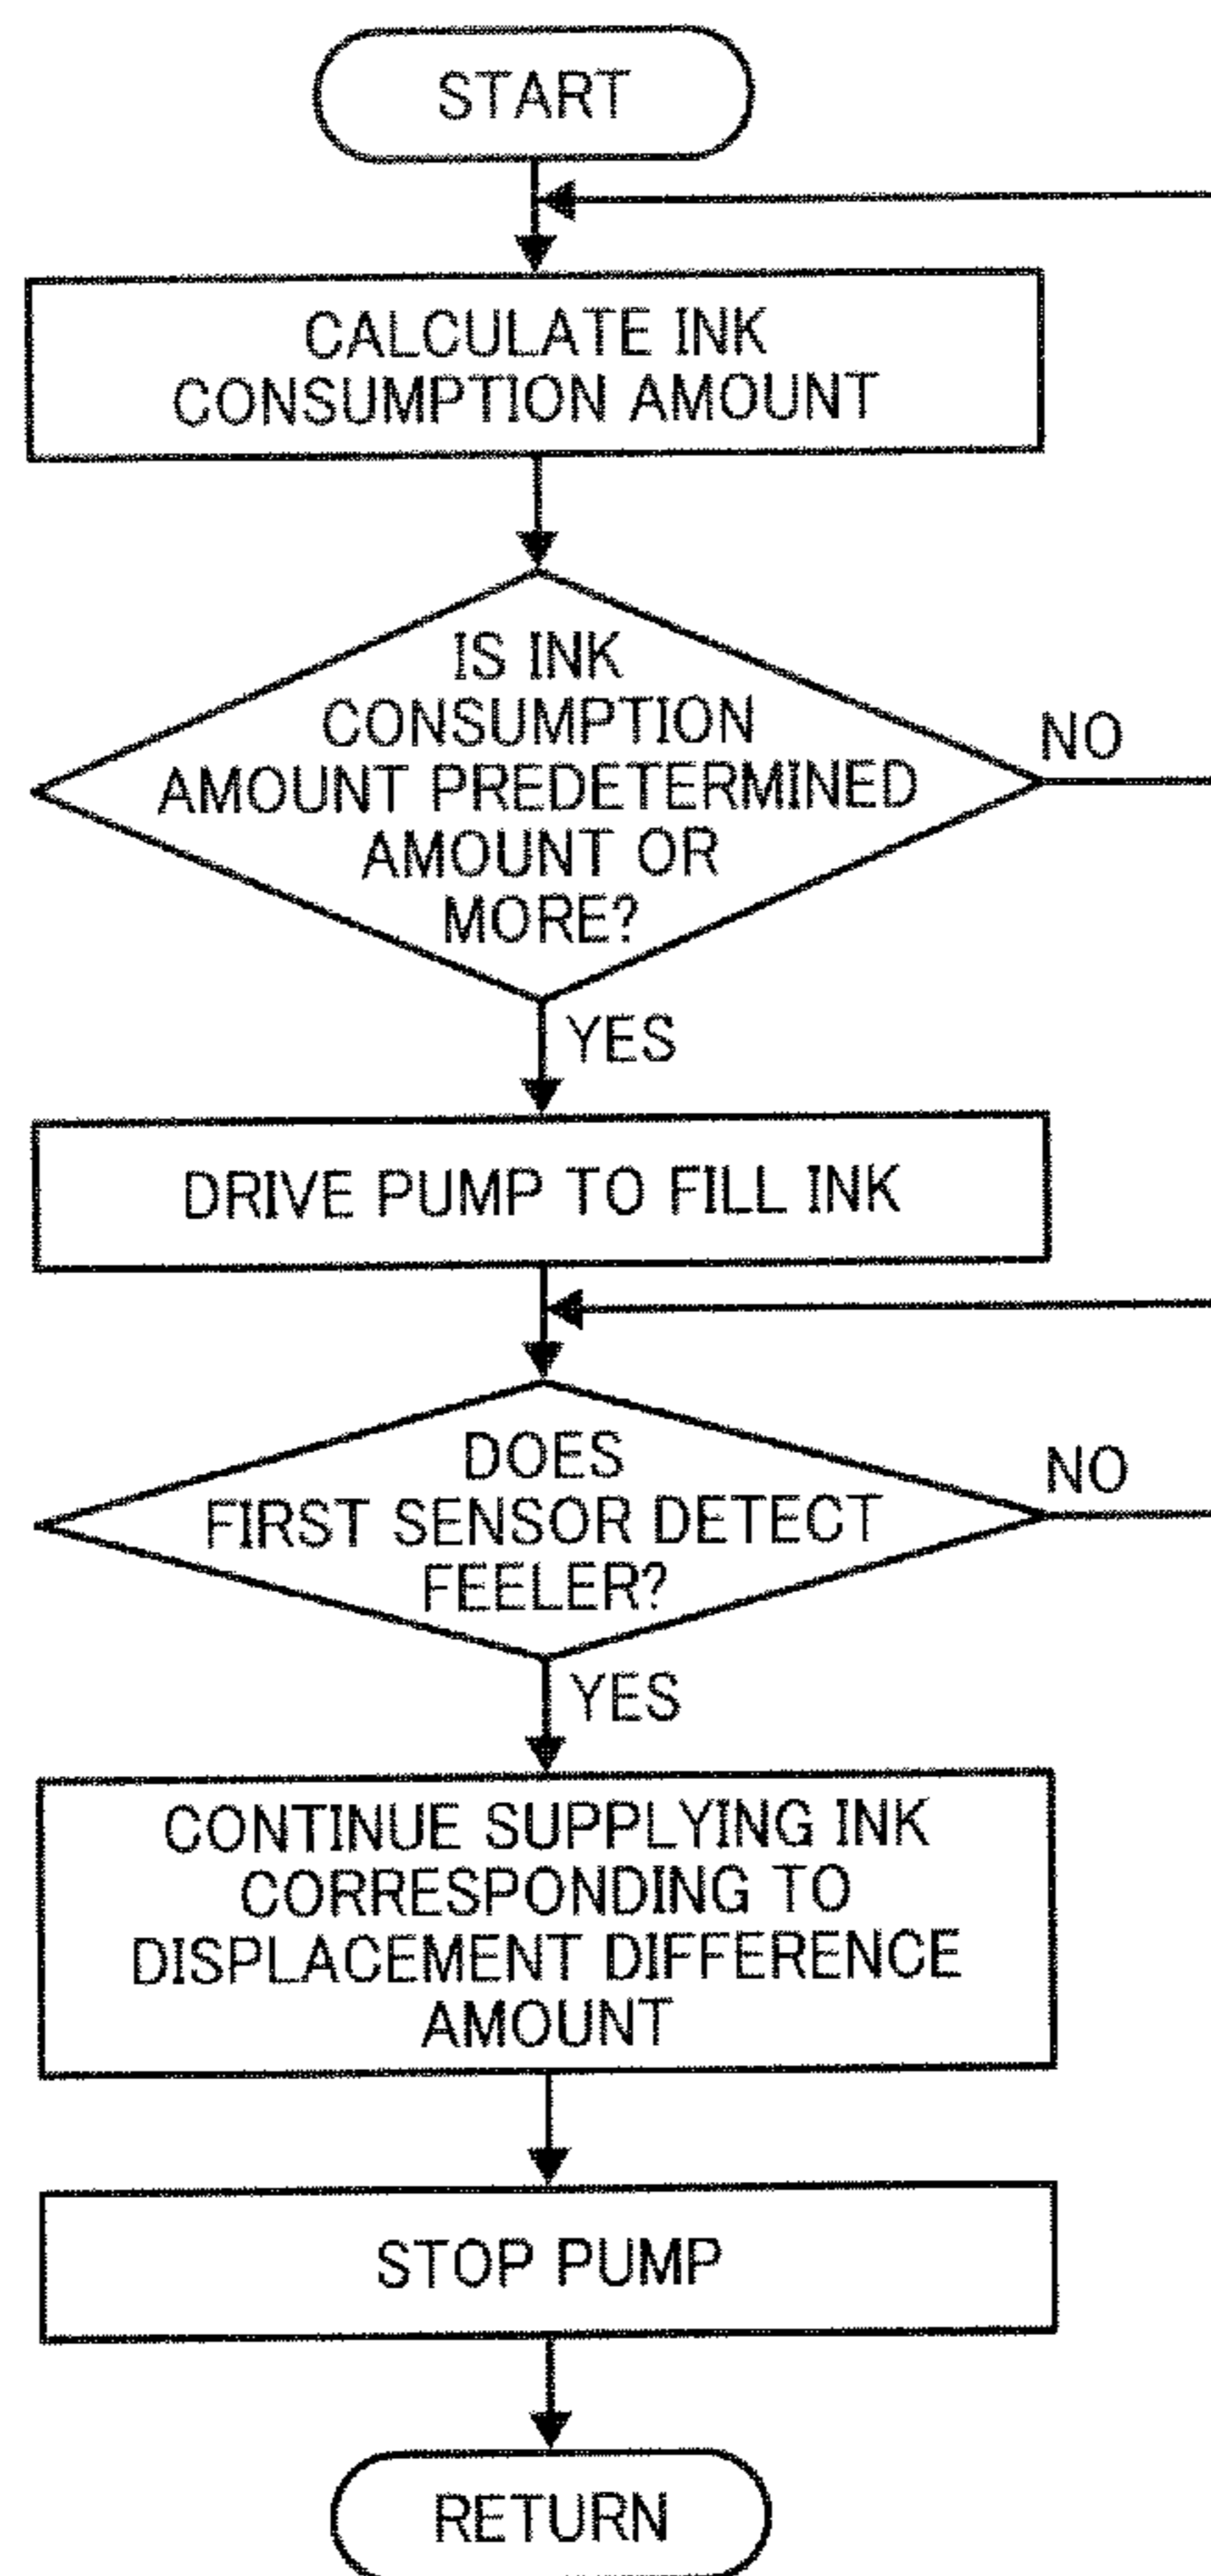 START
CALCULATE INK
CONSUMPTION AMOUNT
IS INK
CONSUMPTION
AMOUNT PREDETERMINED
AMOUNT OR
MORE?
NO
YES
DRIVE PUMP TO FILL INK
DOES
FIRST SENSOR DETECT
FEELER?
NO
YES
CONTINUE SUPPLYING INK
CORRESPONDING TO
DISPLACEMENT DIFFERENCE
AMOUNT
STOP PUMP
RETURN